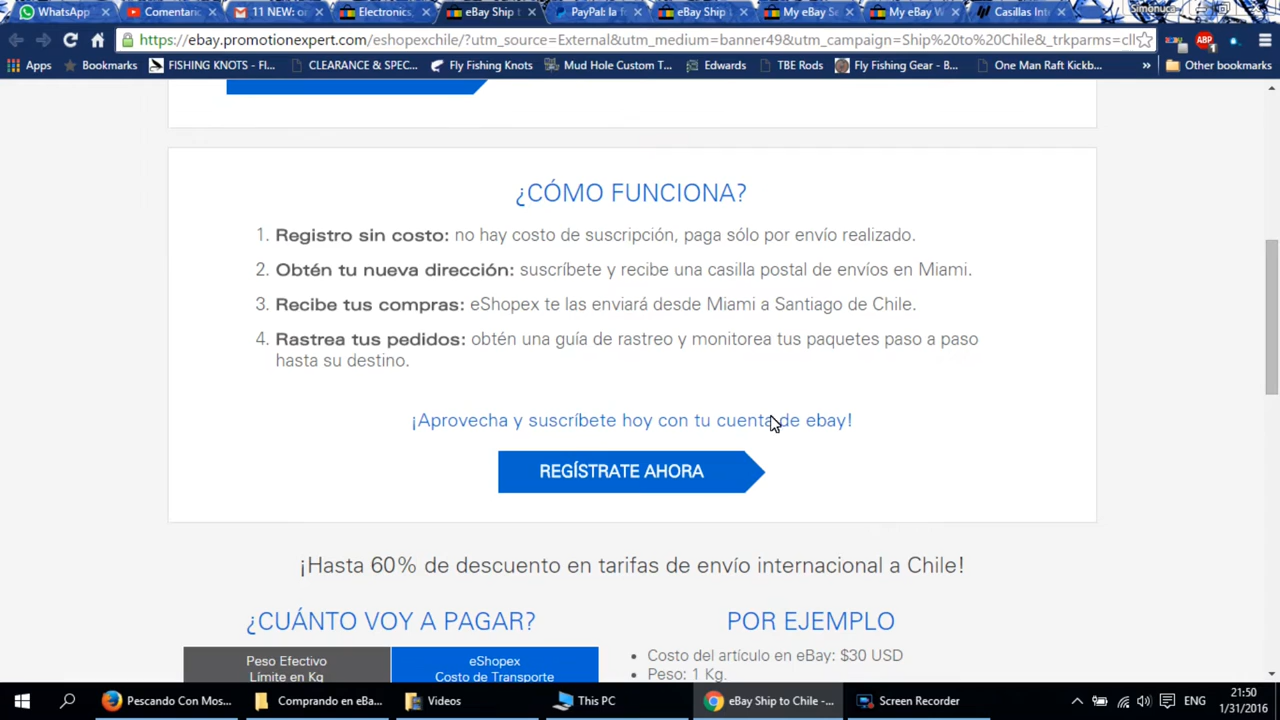 WhatsApp
Comentario
11 NEW: or
Electronics,
eBay Ship t
PayPal: la fo
eBay Ship
My eBay Se
My eBay W
Casillas Inte
Simonuca
https://ebay.promotionexpert.com/eshopexchile/?utm_source=External&utm_medium=banner49&utm_campaign=Ship%20to%20Chile&_trkparms=cll
ABP
1
Apps
Bookmarks
FISHING KNOTS - Fl...
CLEARANCE & SPEC...
Fly Fishing Knots
Mud Hole Custom T...
Edwards
TBE Rods
Fly Fishing Gear - B...
One Man Raft Kickb...
»
Other bookmarks
¿CÓMO FUNCIONA?
1. Registro sin costo: no hay costo de suscripción, paga sólo por envío realizado.
2. Obtén tu nueva dirección: suscríbete y recibe una casilla postal de envíos en Miami.
3. Recibe tus compras: eShopex te las enviará desde Miami a Santiago de Chile.
4. Rastrea tus pedidos: obtén una guía de rastreo y monitorea tus paquetes paso a paso
hasta su destino.
¡Aprovecha y suscríbete hoy con tu cuenta de ebay!
REGÍSTRATE AHORA
¡Hasta 60% de descuento en tarifas de envío internacional a Chile!
¿CUÁNTO VOY A PAGAR?
POR EJEMPLO
Peso Efectivo
Límite en Kg
eShopex
Costo de Transporte
• Costo del artículo en eBay: $30 USD
• Peso: 1 Kg.
Pescando Con Mos...
Comprando en eBa...
Videos
This PC
eBay Ship to Chile -...
Screen Recorder
ENG
21:50
1/31/2016